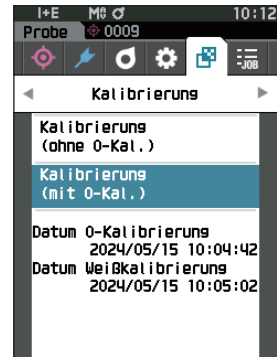 I+E M0 10:12
Probe 0009
-JOB
Kalibrierung
Kalibrierung
(ohne 0-Kal.)
Kalibrierung
(mit 0-Kal.)
Datum 0-Kalibrierung
2024/05/15 10:04:42
Datum Weißkalibrierung
2024/05/15 10:05:02